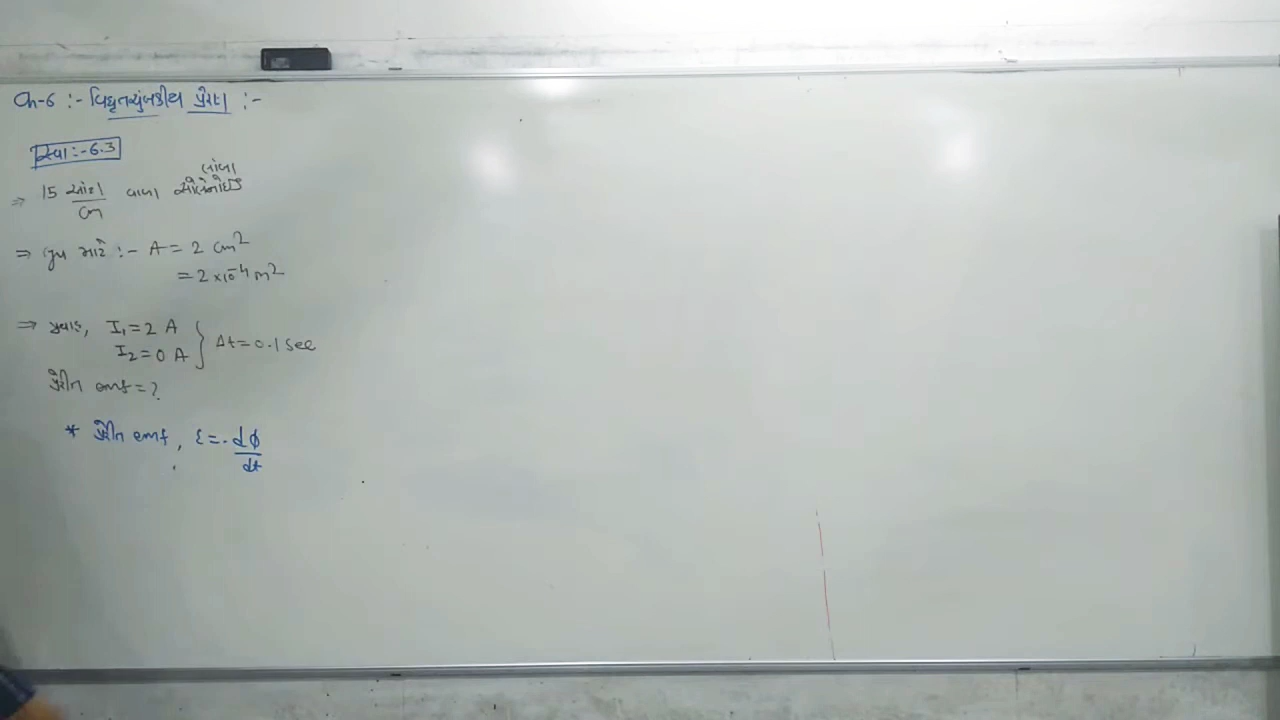 Ch-6 :- વિદ્યુતચુંબકીય પ્રેરણ :-
સ્વા :- 6.3
⇒ 15 આંટા/cm વાળા લાંબા સોલેનોઈડ
⇒ લુપ માટે :- A = 2 cm²
= 2 × 10⁻⁴ m²
⇒ પ્રવાહ, I₁ = 2 A
I₂ = 0 A } Δt = 0.1 sec
પ્રેરીત emf = ?
* પ્રેરીત emf, ε = - dφ/dt